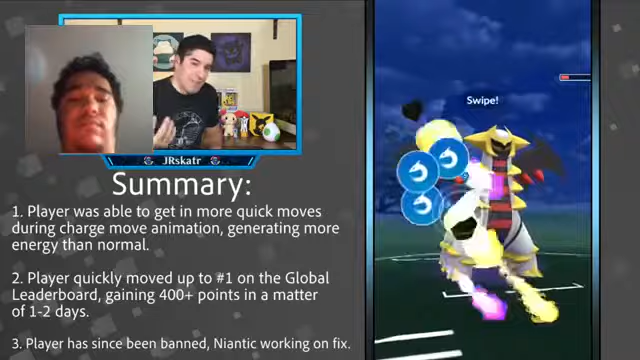 Swipe!
JRskatr
Summary:
1. Player was able to get in more quick moves
during charge move animation, generating more
energy than normal.
2. Player quickly moved up to #1 on the Global
Leaderboard, gaining 400+ points in a matter
of 1-2 days.
3. Player has since been banned, Niantic working on fix.